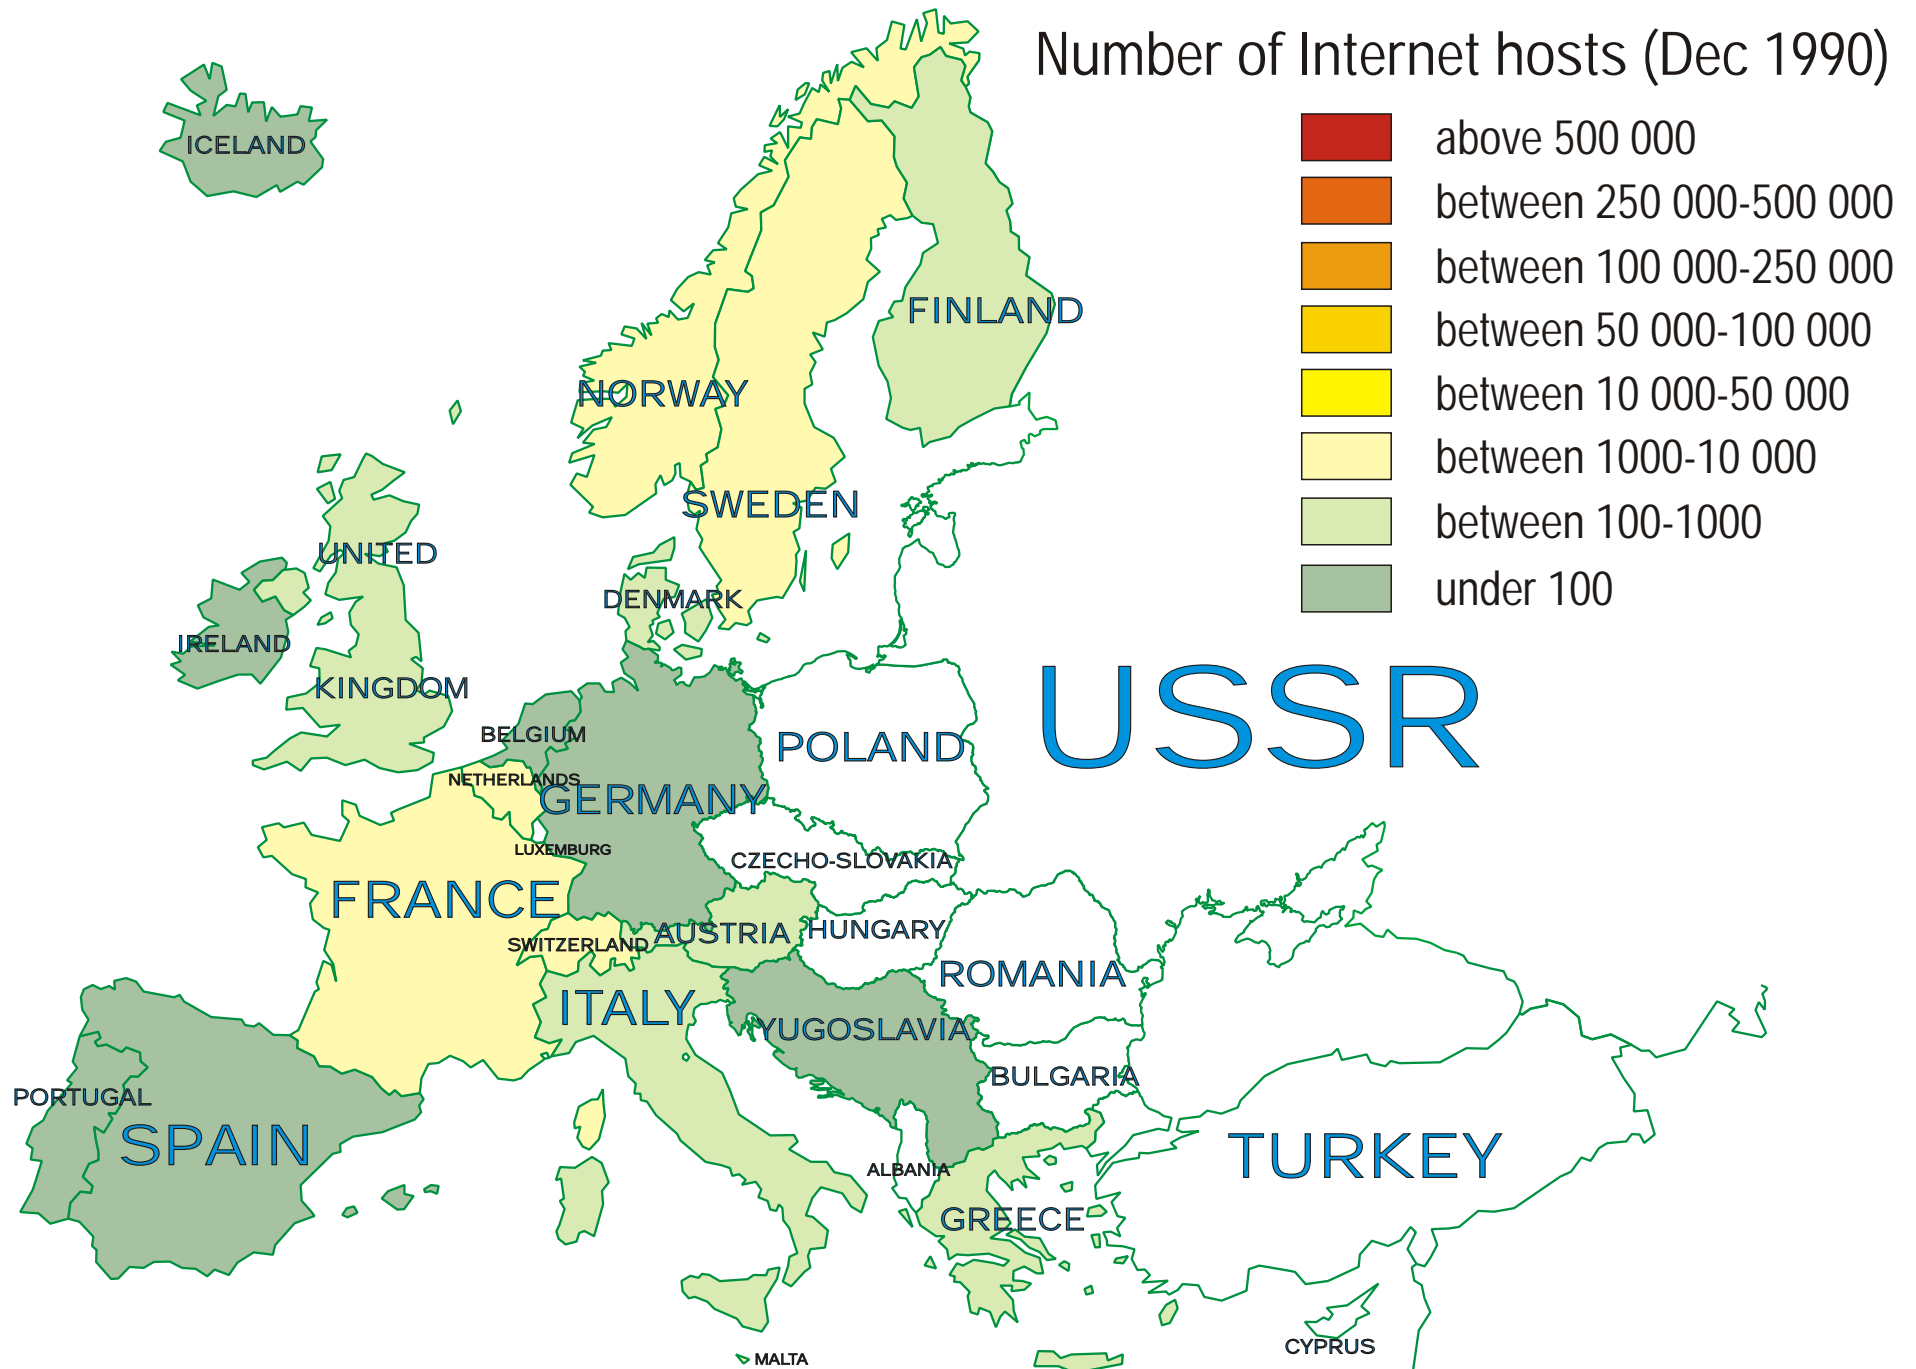 Number of Internet hosts (Dec 1990)
above 500 000
between 250 000-500 000
between 100 000-250 000
between 50 000-100 000
between 10 000-50 000
between 1000-10 000
between 100-1000
under 100
ICELAND
FINLAND
NORWAY
SWEDEN
UNITED
KINGDOM
DENMARK
IRELAND
BELGIUM
NETHERLANDS
GERMANY
POLAND
USSR
LUXEMBURG
CZECHO-SLOVAKIA
FRANCE
SWITZERLAND
AUSTRIA
HUNGARY
ROMANIA
ITALY
YUGOSLAVIA
BULGARIA
PORTUGAL
SPAIN
ALBANIA
TURKEY
GREECE
CYPRUS
MALTA